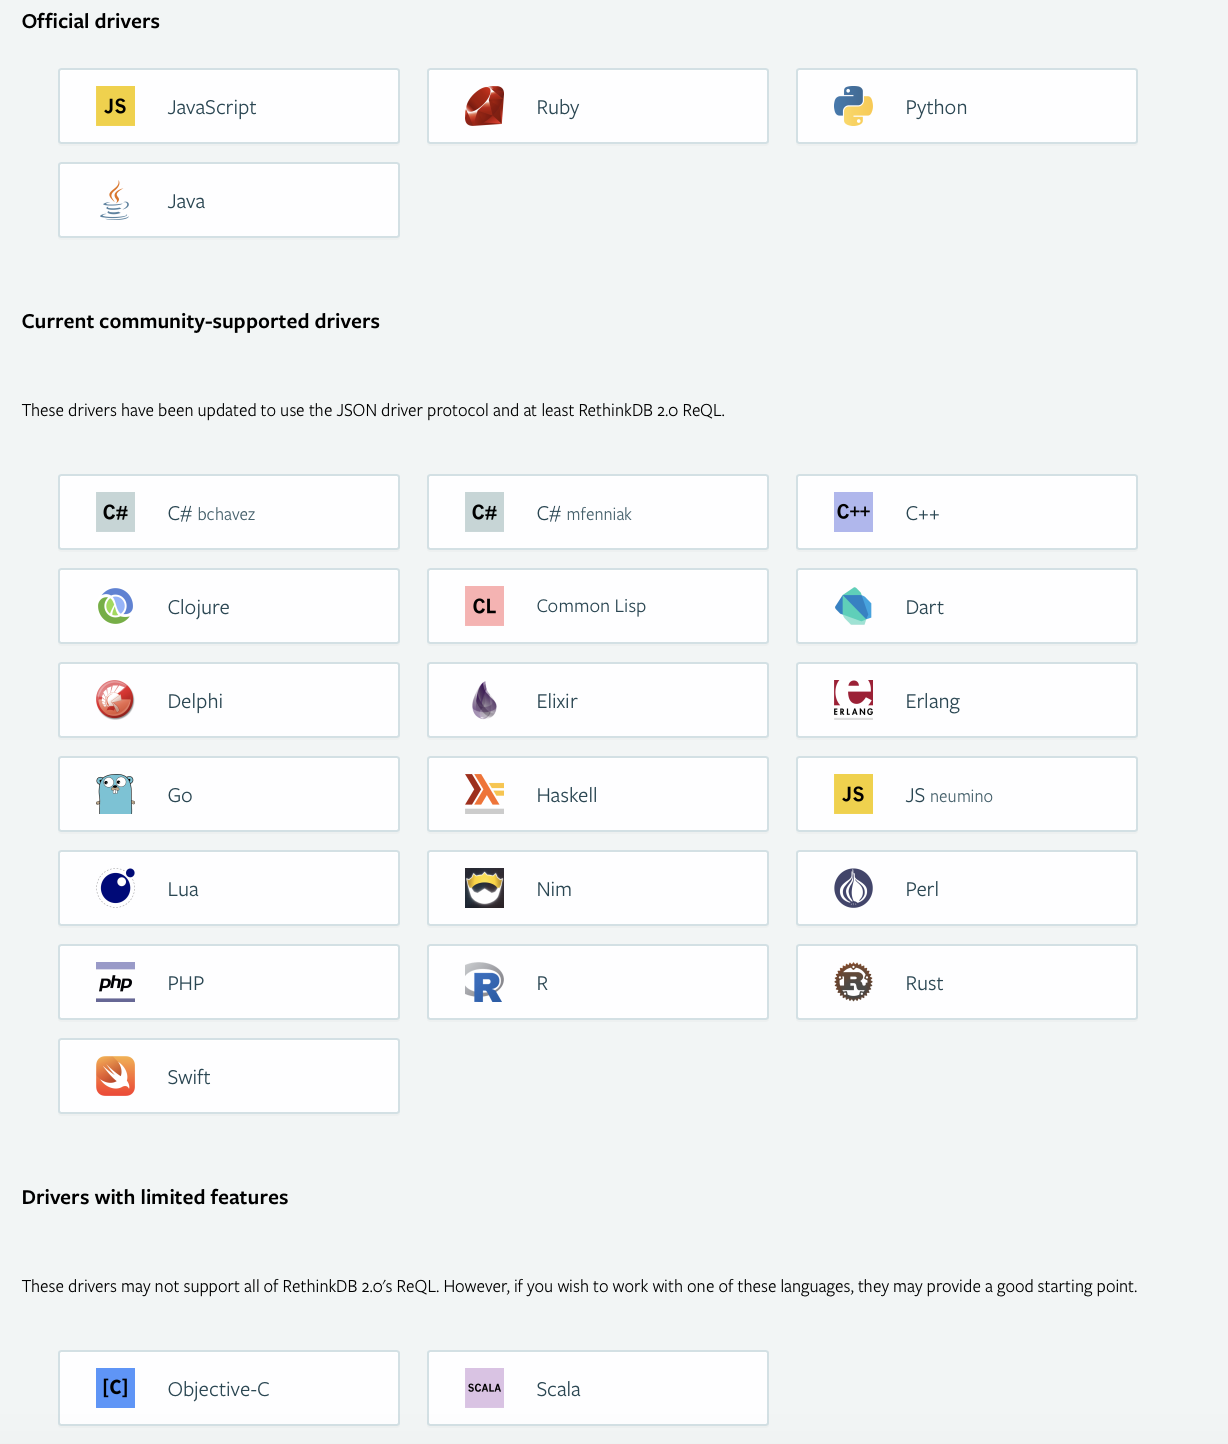 Official drivers
JS JavaScript
Ruby
Python
Java
Current community-supported drivers
These drivers have been updated to use the JSON driver protocol and at least RethinkDB 2.0 ReQL.
C# C# bchavez
C# C# mfenniak
C++ C++
Clojure
CL Common Lisp
Dart
Delphi
Elixir
ERLANG Erlang
Go
Haskell
JS JS neumino
Lua
Nim
Perl
php PHP
R R
R Rust
Swift
Drivers with limited features
These drivers may not support all of RethinkDB 2.0's ReQL. However, if you wish to work with one of these languages, they may provide a good starting point.
[C] Objective-C
SCALA Scala